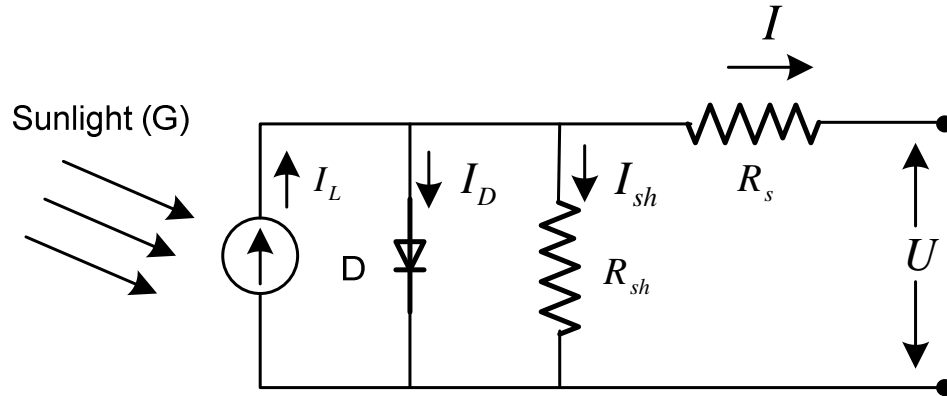 I
Sunlight (G)
I_L
I_D
I_sh
R_s
D
R_sh
U